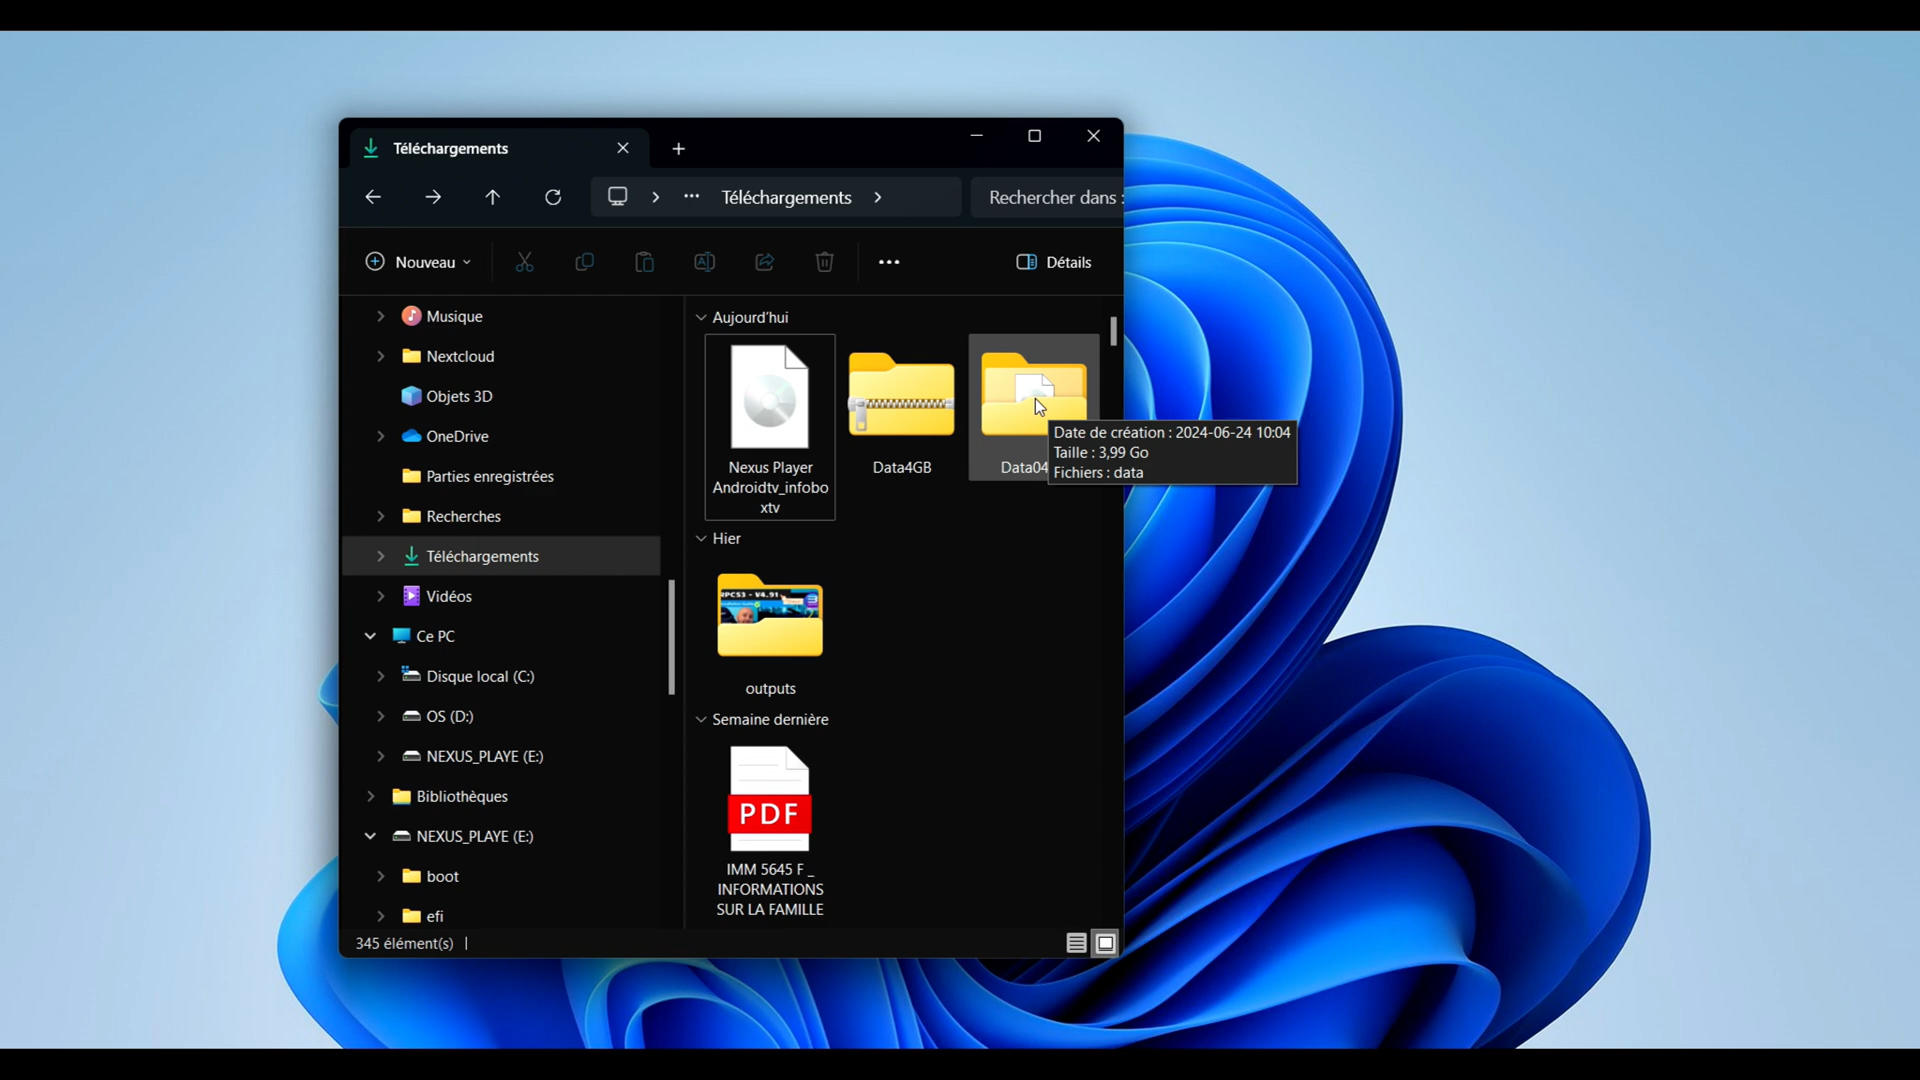 Téléchargements
Téléchargements
Rechercher dans :
Nouveau
Détails
Musique
Nextcloud
Objets 3D
OneDrive
Parties enregistrées
Recherches
Téléchargements
Vidéos
Ce PC
Disque local (C:)
OS (D:)
NEXUS_PLAYE (E:)
Bibliothèques
NEXUS_PLAYE (E:)
boot
efi
Aujourd'hui
Nexus Player
Androidtv_infobo
xtv
Data4GB
Data04
Date de création : 2024-06-24 10:04
Taille : 3,99 Go
Fichiers : data
Hier
RPCS3 - V4.91
outputs
Semaine dernière
PDF
IMM 5645 F _
INFORMATIONS
SUR LA FAMILLE
345 élément(s)